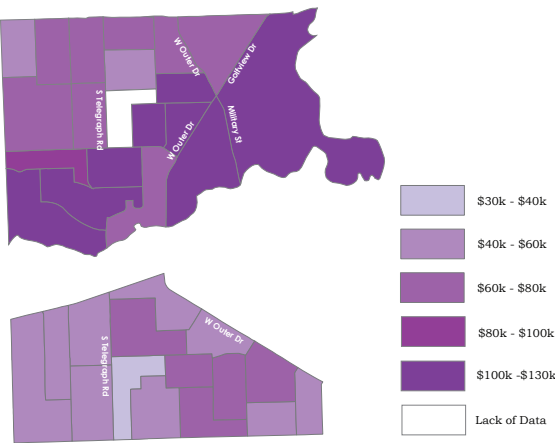 W Outer Dr
Golfview Dr
S Telegraph Rd
Military St
W Outer Dr
$30k - $40k
$40k - $60k
$60k - $80k
$80k - $100k
$100k -$130k
Lack of Data
W Outer Dr
S Telegraph Rd